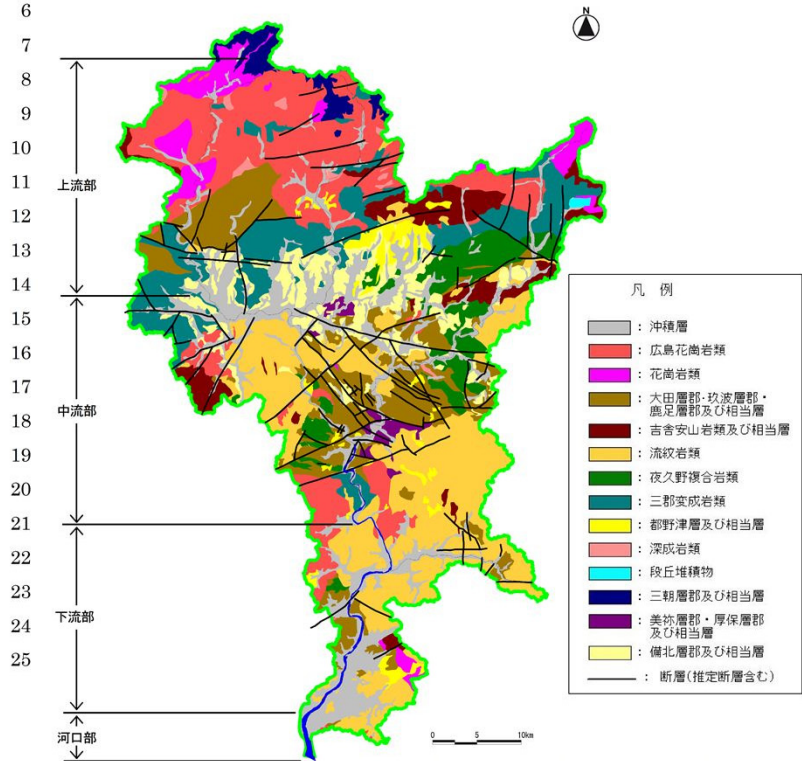 6
7
8
9
10
11
12
13
14
15
16
17
18
19
20
21
22
23
24
25
N
上流部
中流部
下流部
河口部
0 5 10km
凡 例
: 沖積層
: 広島花崗岩類
: 花崗岩類
: 大田層郡・玖波層郡・
鹿足層郡及び相当層
: 吉舎安山岩類及び相当層
: 流紋岩類
: 夜久野複合岩類
: 三郡変成岩類
: 都野津層及び相当層
: 深成岩類
: 段丘堆積物
: 三朝層郡及び相当層
: 美祢層郡・厚保層郡
及び相当層
: 備北層郡及び相当層
: 断層(推定断層含む)